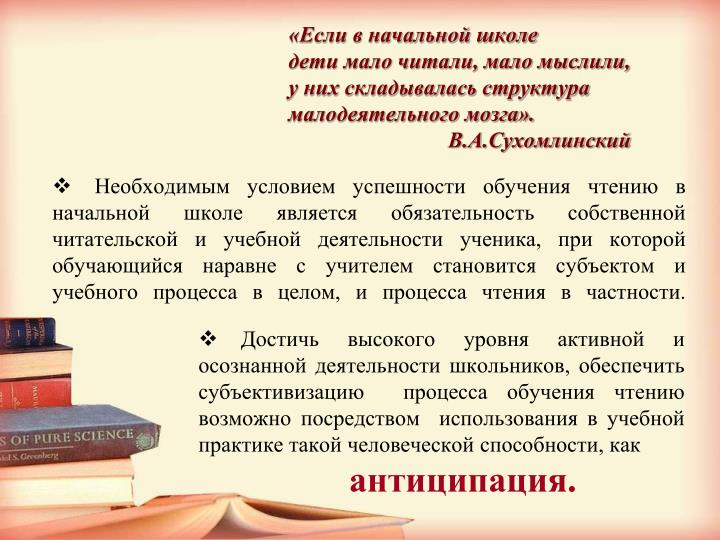 «Если в начальной школе
дети мало читали, мало мыслили,
у них складывалась структура
малодеятельного мозга».
В.А.Сухомлинский
❖ Необходимым условием успешности обучения чтению в
начальной школе является обязательность собственной
читательской и учебной деятельности ученика, при которой
обучающийся наравне с учителем становится субъектом и
учебного процесса в целом, и процесса чтения в частности.
❖ Достичь высокого уровня активной и
осознанной деятельности школьников, обеспечить
субъективизацию процесса обучения чтению
возможно посредством использования в учебной
практике такой человеческой способности, как
антиципация.
OF PURE SCIENCE
S. Greenberg